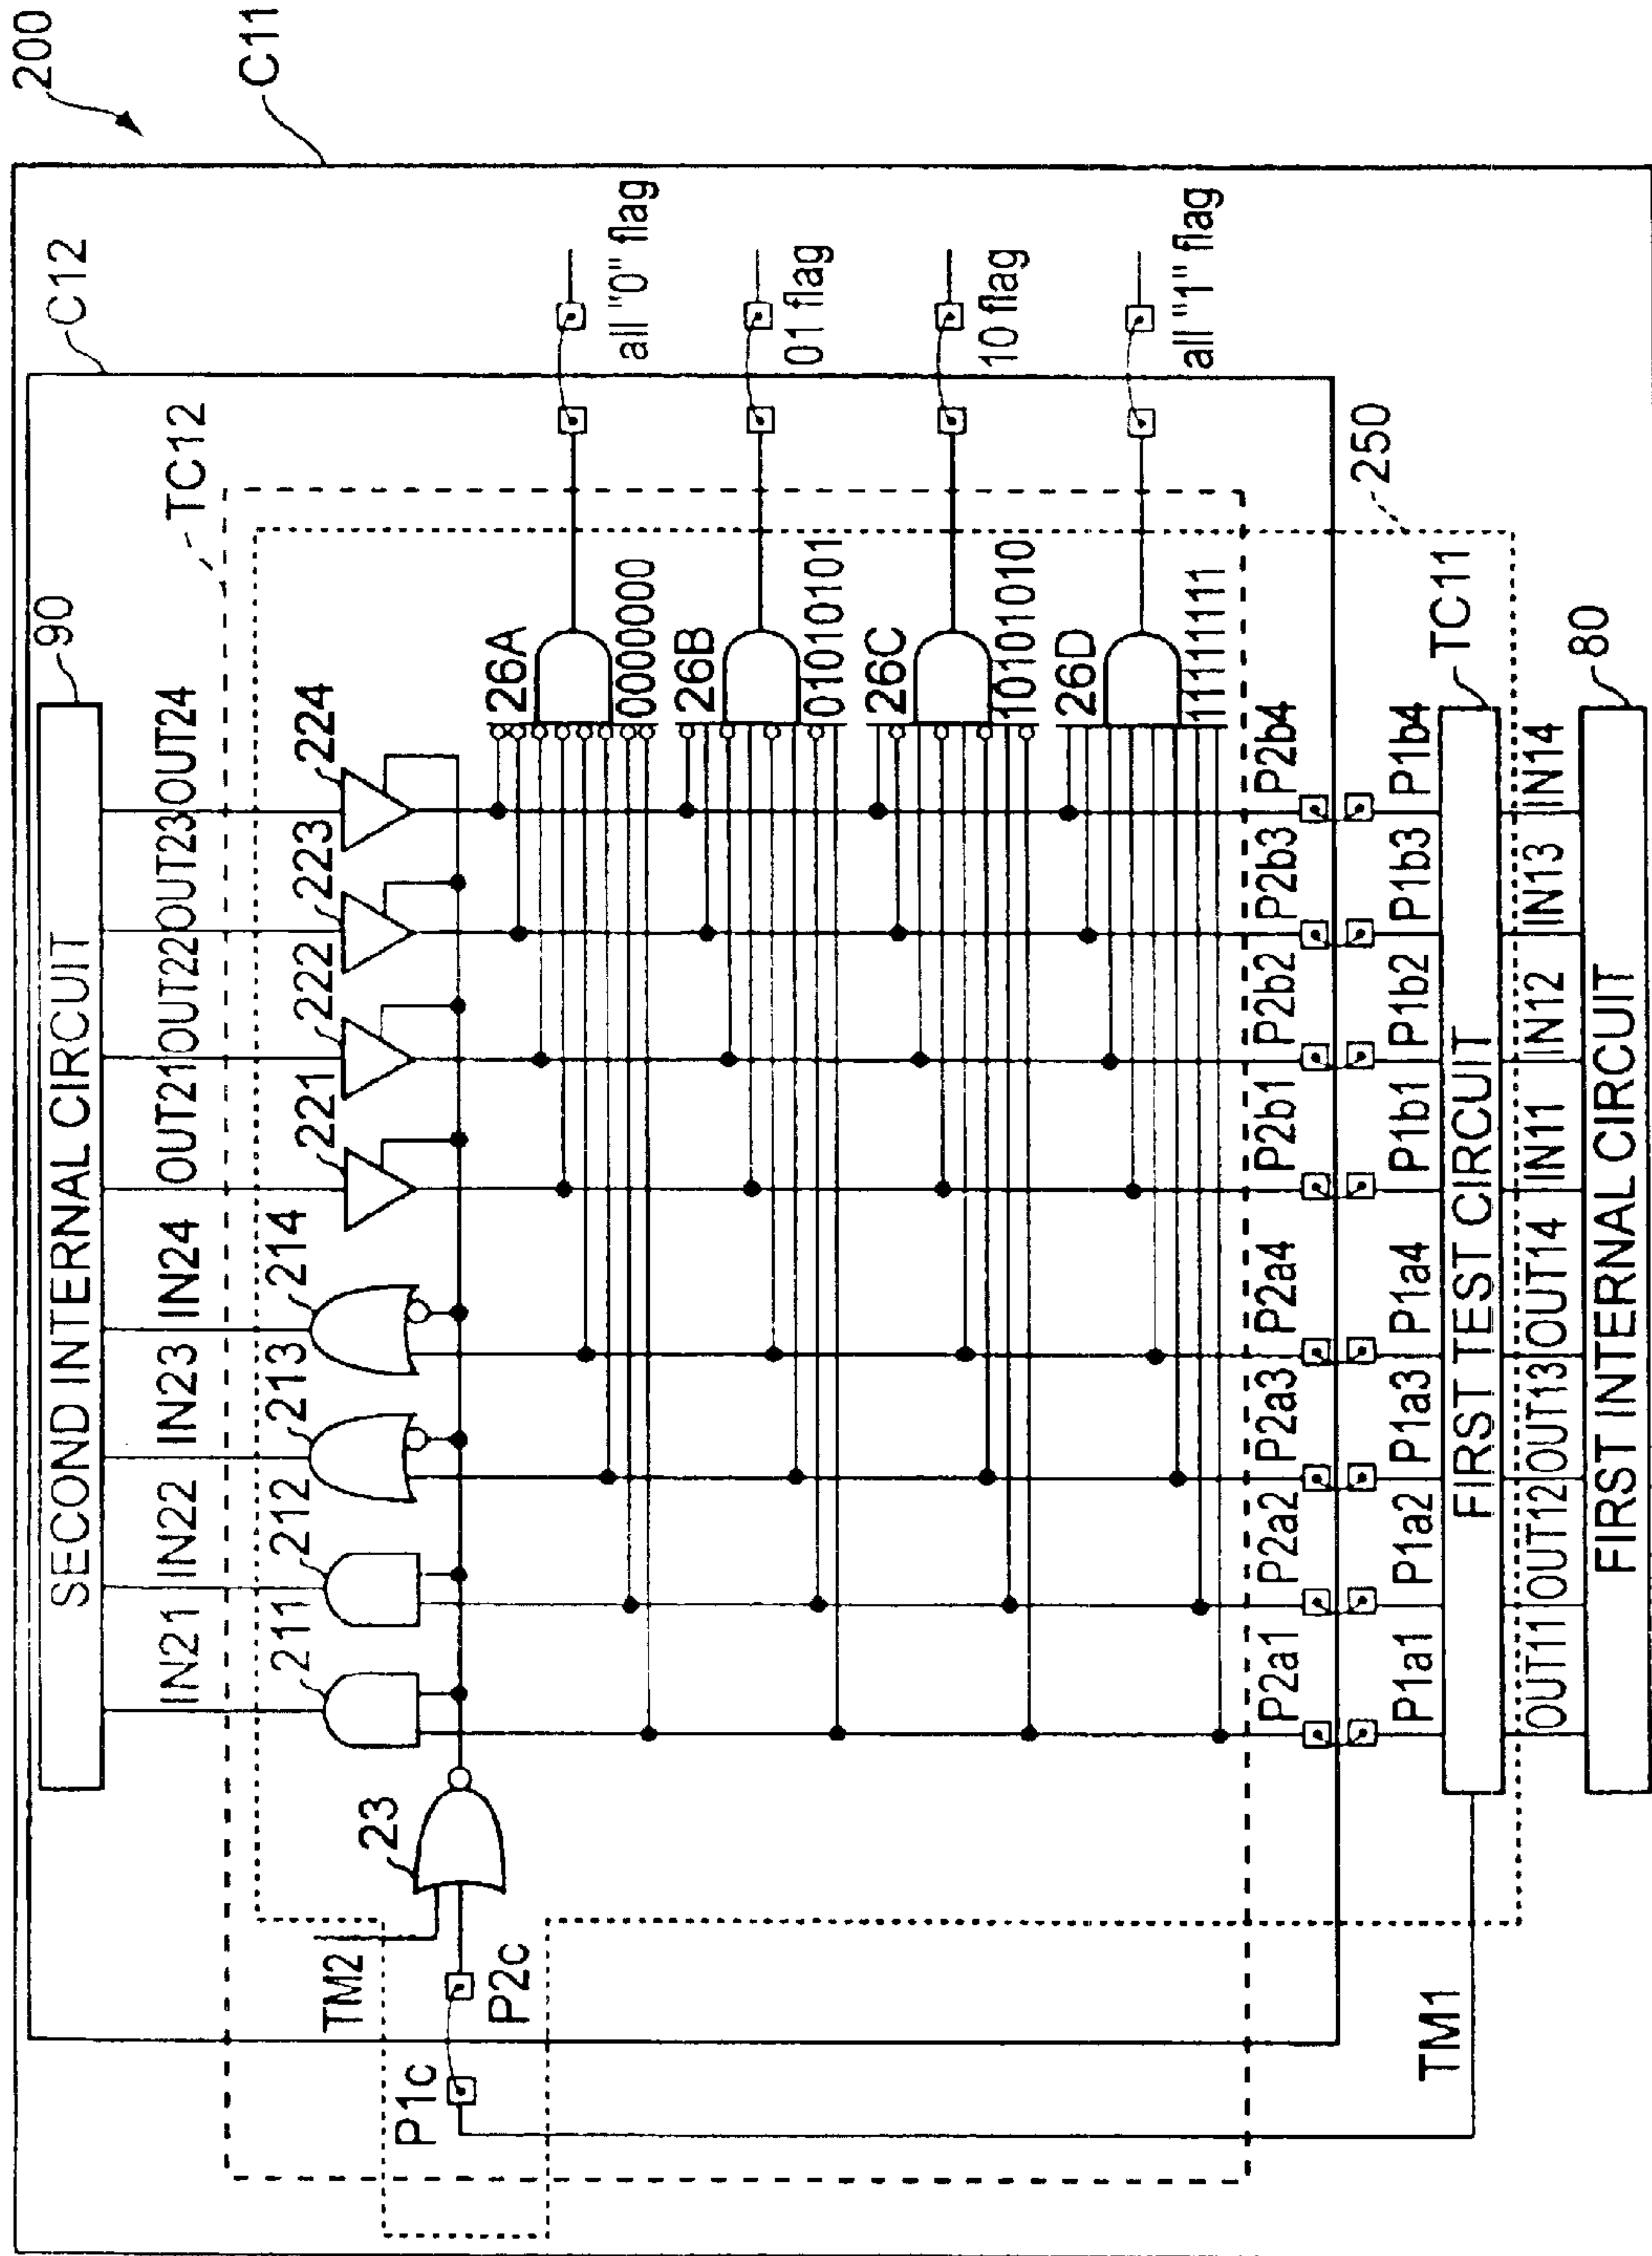 200
C11
C12
TC12
90
SECOND INTERNAL CIRCUIT
IN21 IN22 IN23 IN24 OUT21 OUT22 OUT23 OUT24
211 212 213 214 221 222 223 224
23
TM2
P1c
P2c
26A
00000000
all "0" flag
26B
01010101
01 flag
26C
10101010
10 flag
26D
11111111
all "1" flag
250
P2a1 P2a2 P2a3 P2a4 P2b1 P2b2 P2b3 P2b4
P1a1 P1a2 P1a3 P1a4 P1b1 P1b2 P1b3 P1b4
TM1
FIRST TEST CIRCUIT
TC11
OUT11 OUT12 OUT13 OUT14 IN11 IN12 IN13 IN14
FIRST INTERNAL CIRCUIT
80